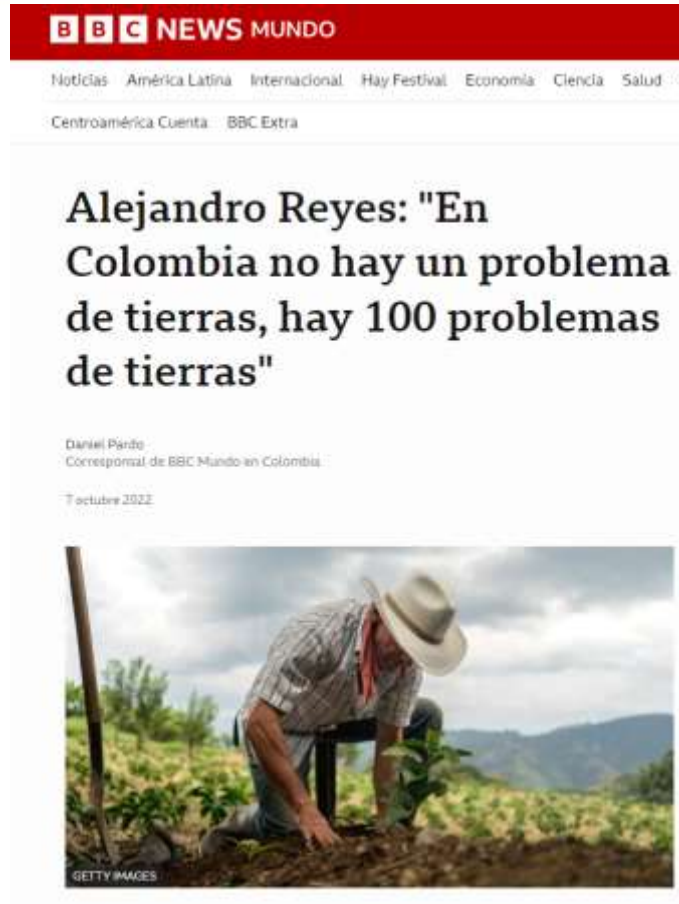 BBC NEWS MUNDO
Noticias América Latina Internacional Hay Festival Economía Ciencia Salud
Centroamérica Cuenta BBC Extra
Alejandro Reyes: "En
Colombia no hay un problema
de tierras, hay 100 problemas
de tierras"
Daniel Pardo
Corresponsal de BBC Mundo en Colombia
7 octubre 2022
GETTY IMAGES